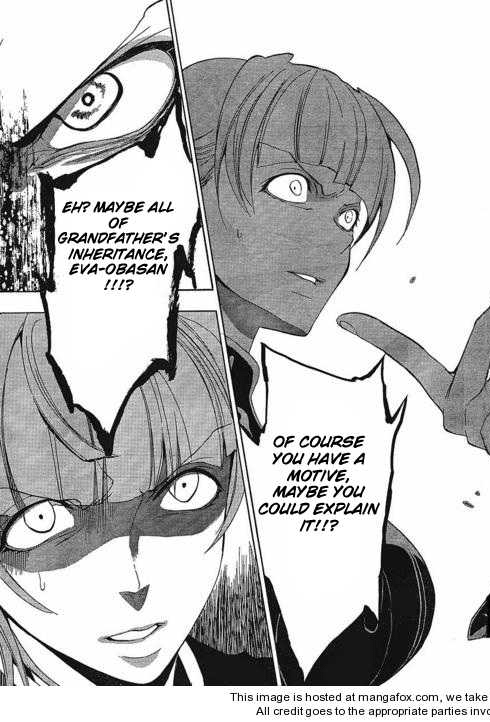 OF COURSE
YOU HAVE A
MOTIVE,
MAYBE YOU
COULD EXPLAIN
IT!!?
EH? MAYBE ALL
OF
GRANDFATHER'S
INHERITANCE,
EVA-OBASAN
!!!?
This image is hosted at mangafox.com, we take
All credit goes to the appropriate parties invo